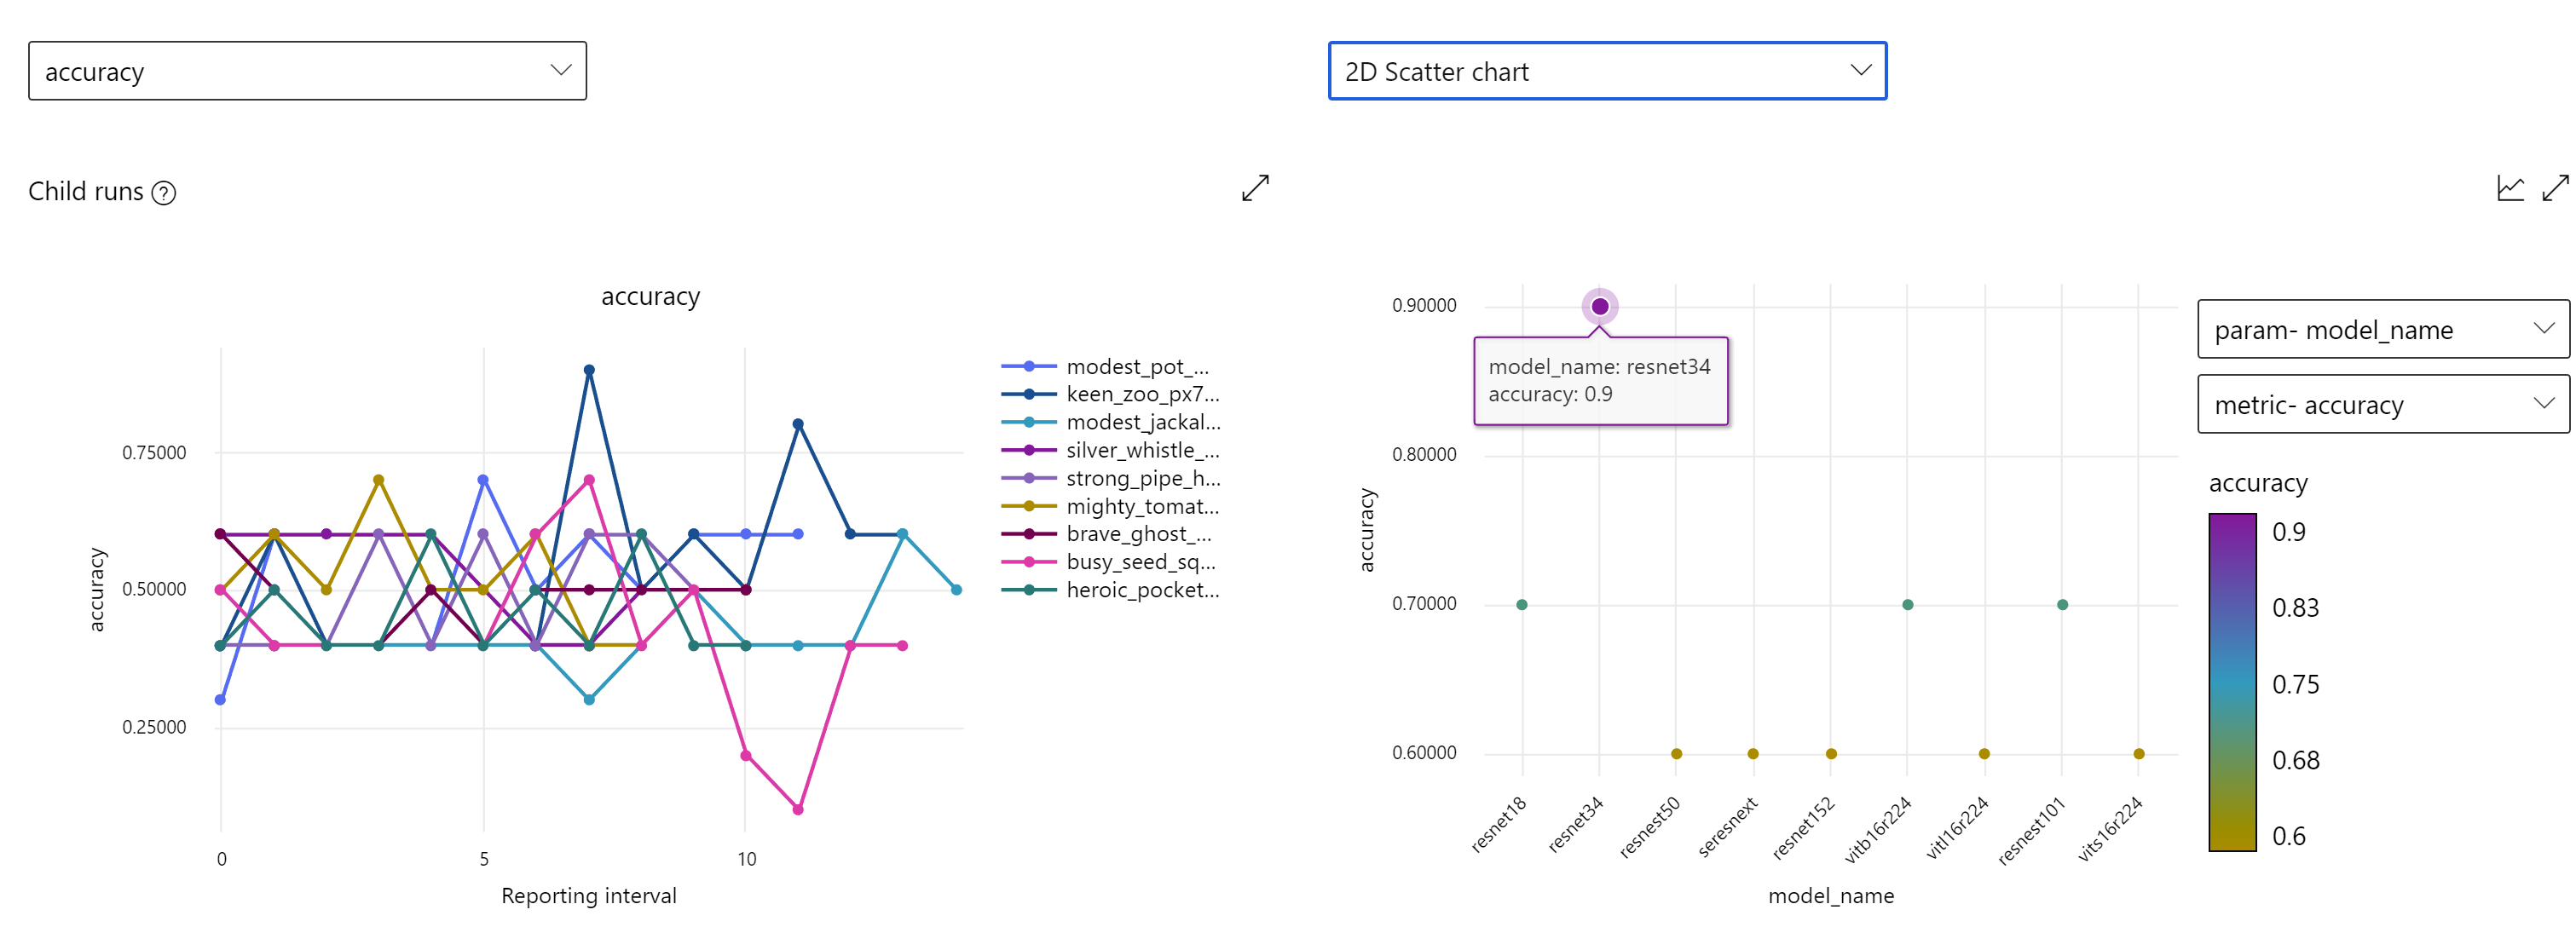 accuracy
2D Scatter chart
Child runs ?
accuracy
0.75000
0.50000
0.25000
accuracy
0
5
10
Reporting interval
modest_pot_...
keen_zoo_px7...
modest_jackal...
silver_whistle_...
strong_pipe_h...
mighty_tomat...
brave_ghost_...
busy_seed_sq...
heroic_pocket...
0.90000
0.80000
0.70000
0.60000
accuracy
model_name: resnet34
accuracy: 0.9
resnet18
resnet34
resnest50
seresnext
resnet152
vitb16r224
vitl16r224
resnest101
vits16r224
model_name
param- model_name
metric- accuracy
accuracy
0.9
0.83
0.75
0.68
0.6